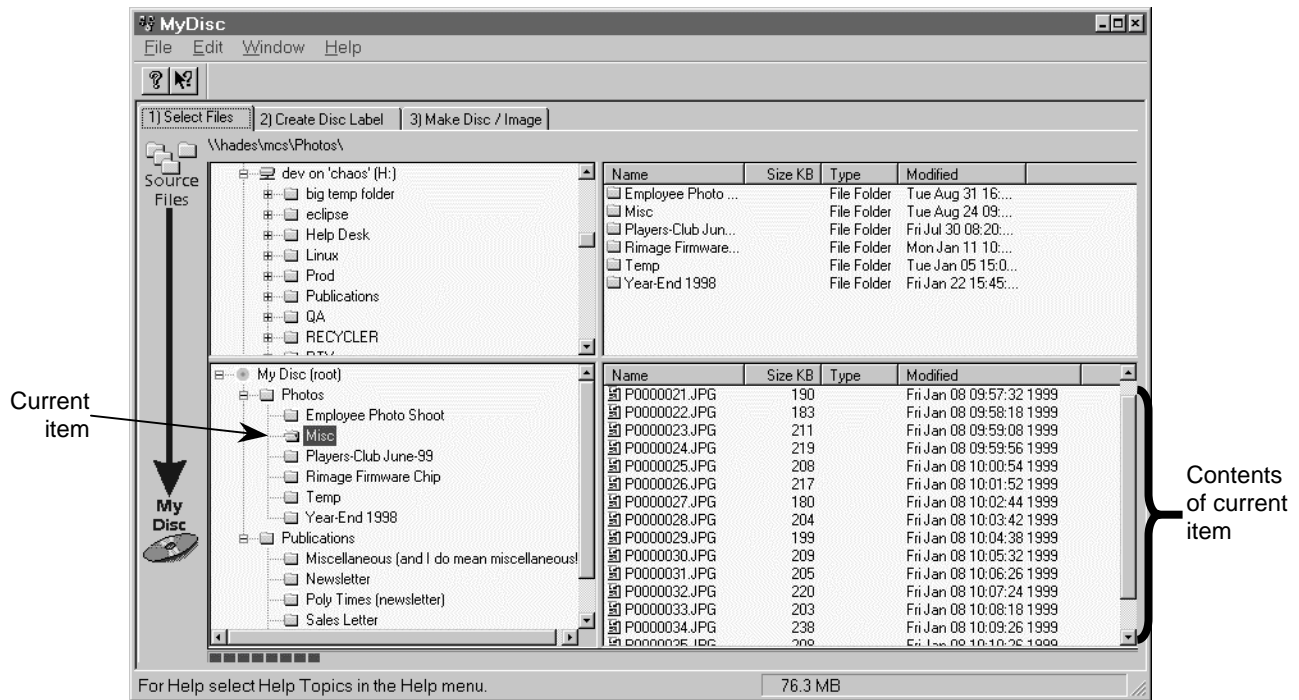 MyDisc
File Edit Window Help
1) Select Files 2) Create Disc Label 3) Make Disc / Image
\\hades\mcs\Photos\
Source
Files
dev on 'chaos' (H:)
big temp folder
eclipse
Help Desk
Linux
Prod
Publications
QA
RECYCLER
Name Size KB Type Modified
Employee Photo ... File Folder Tue Aug 31 16:...
Misc File Folder Tue Aug 24 09:...
Players-Club Jun... File Folder Fri Jul 30 08:20:...
Rimage Firmware... File Folder Mon Jan 11 10:...
Temp File Folder Tue Jan 05 15:0...
Year-End 1998 File Folder Fri Jan 22 15:45:...
Current
item
My
Disc
My Disc (root)
Photos
Employee Photo Shoot
Misc
Players-Club June-99
Rimage Firmware Chip
Temp
Year-End 1998
Publications
Miscellaneous (and I do mean miscellaneous!
Newsletter
Poly Times (newsletter)
Sales Letter
Name Size KB Type Modified
P0000021.JPG 190 Fri Jan 08 09:57:32 1999
P0000022.JPG 183 Fri Jan 08 09:58:18 1999
P0000023.JPG 211 Fri Jan 08 09:59:08 1999
P0000024.JPG 219 Fri Jan 08 09:59:56 1999
P0000025.JPG 208 Fri Jan 08 10:00:54 1999
P0000026.JPG 217 Fri Jan 08 10:01:52 1999
P0000027.JPG 180 Fri Jan 08 10:02:44 1999
P0000028.JPG 204 Fri Jan 08 10:03:42 1999
P0000029.JPG 199 Fri Jan 08 10:04:38 1999
P0000030.JPG 209 Fri Jan 08 10:05:32 1999
P0000031.JPG 205 Fri Jan 08 10:06:26 1999
P0000032.JPG 220 Fri Jan 08 10:07:24 1999
P0000033.JPG 203 Fri Jan 08 10:08:18 1999
P0000034.JPG 238 Fri Jan 08 10:09:26 1999
Contents
of current
item
For Help select Help Topics in the Help menu.
76.3 MB